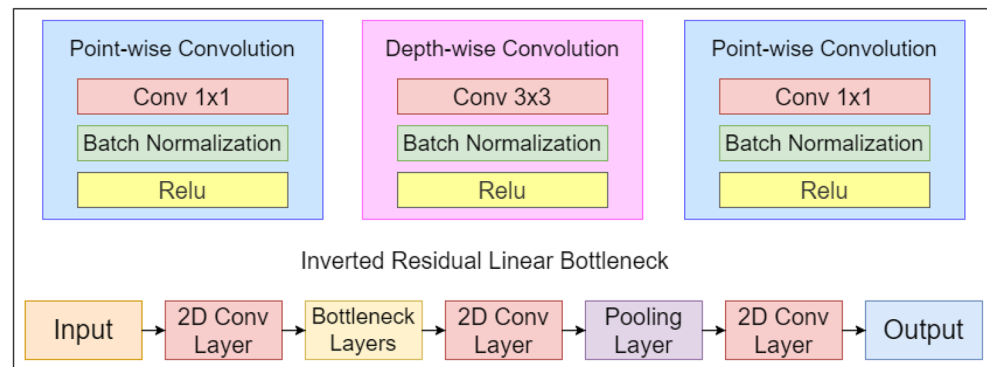 Point-wise Convolution
Conv 1x1
Batch Normalization
Relu
Depth-wise Convolution
Conv 3x3
Batch Normalization
Relu
Point-wise Convolution
Conv 1x1
Batch Normalization
Relu
Inverted Residual Linear Bottleneck
Input
2D Conv
Layer
Bottleneck
Layers
2D Conv
Layer
Pooling
Layer
2D Conv
Layer
Output